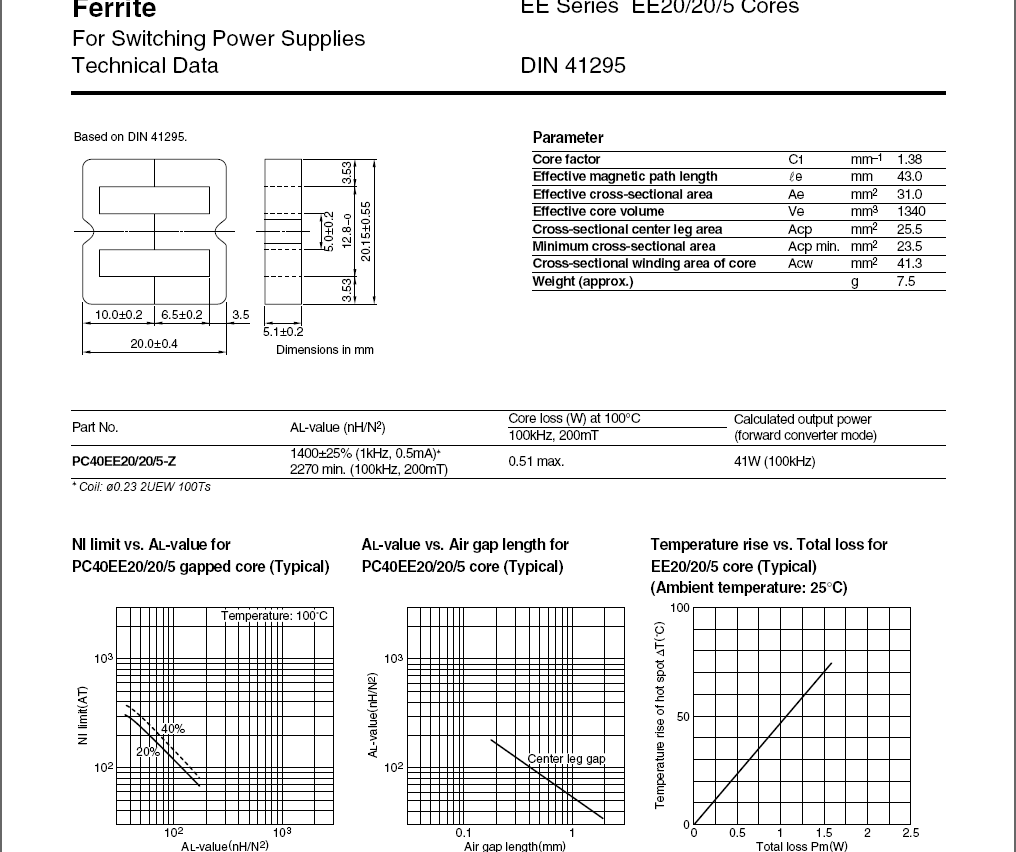 Ferrite
EE Series EE20/20/5 Cores
For Switching Power Supplies
Technical Data
DIN 41295
Based on DIN 41295.
3.53
5.0±0.2
12.8–0
20.15±0.55
3.53
10.0±0.2 6.5±0.2 3.5
5.1±0.2
20.0±0.4
Dimensions in mm
Parameter
Core factor C1 mm–1 1.38
Effective magnetic path length ℓe mm 43.0
Effective cross-sectional area Ae mm² 31.0
Effective core volume Ve mm³ 1340
Cross-sectional center leg area Acp mm² 25.5
Minimum cross-sectional area Acp min. mm² 23.5
Cross-sectional winding area of core Acw mm² 41.3
Weight (approx.) g 7.5
Part No. AL-value (nH/N²) Core loss (W) at 100°C Calculated output power
100kHz, 200mT (forward converter mode)
PC40EE20/20/5-Z 1400±25% (1kHz, 0.5mA)* 0.51 max. 41W (100kHz)
2270 min. (100kHz, 200mT)
* Coil: ø0.23 2UEW 100Ts
NI limit vs. AL-value for
PC40EE20/20/5 gapped core (Typical)
Temperature: 100°C
10³
NI limit(AT)
40%
20%
10²
10² 10³
AL-value(nH/N²)
AL-value vs. Air gap length for
PC40EE20/20/5 core (Typical)
10³
AL-value(nH/N²)
Center leg gap
10²
0.1 1
Air gap length(mm)
Temperature rise vs. Total loss for
EE20/20/5 core (Typical)
(Ambient temperature: 25°C)
100
Temperature rise of hot spot ΔT(°C)
50
0
0 0.5 1 1.5 2 2.5
Total loss Pm(W)